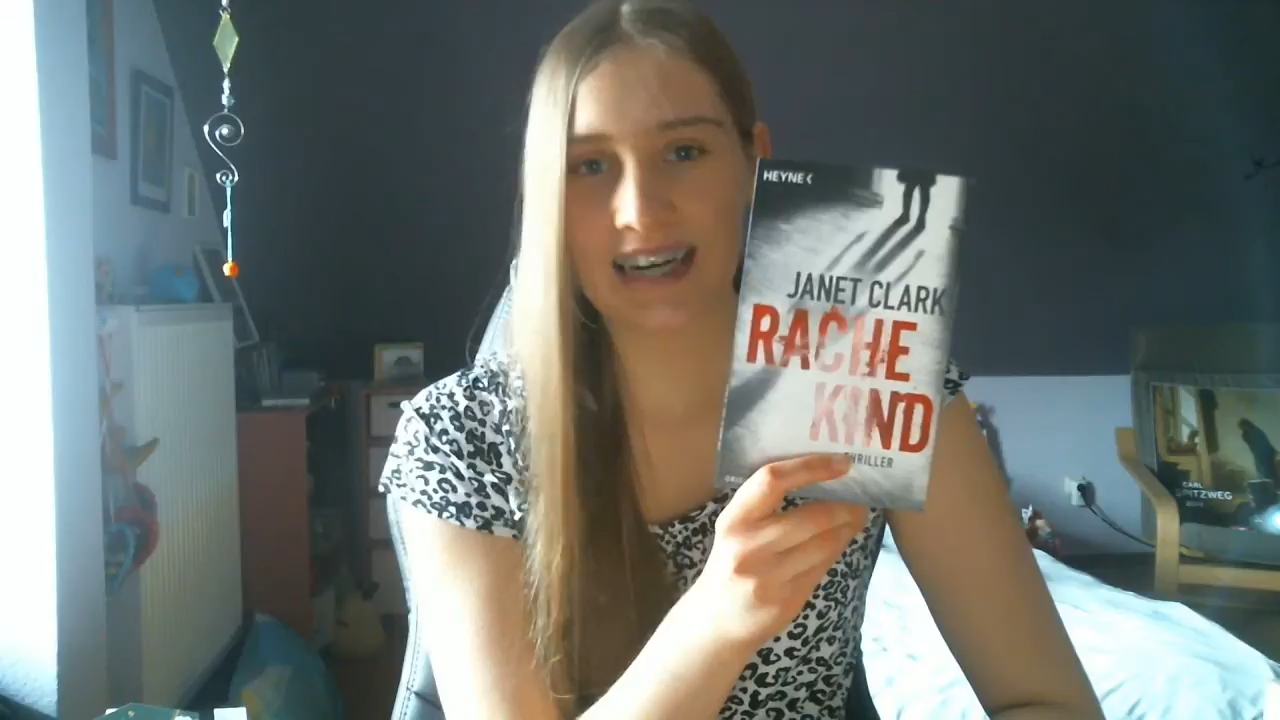 HEYNE
JANET CLARK
RACHE
KIND
THRILLER
CARL
SPITZWEG